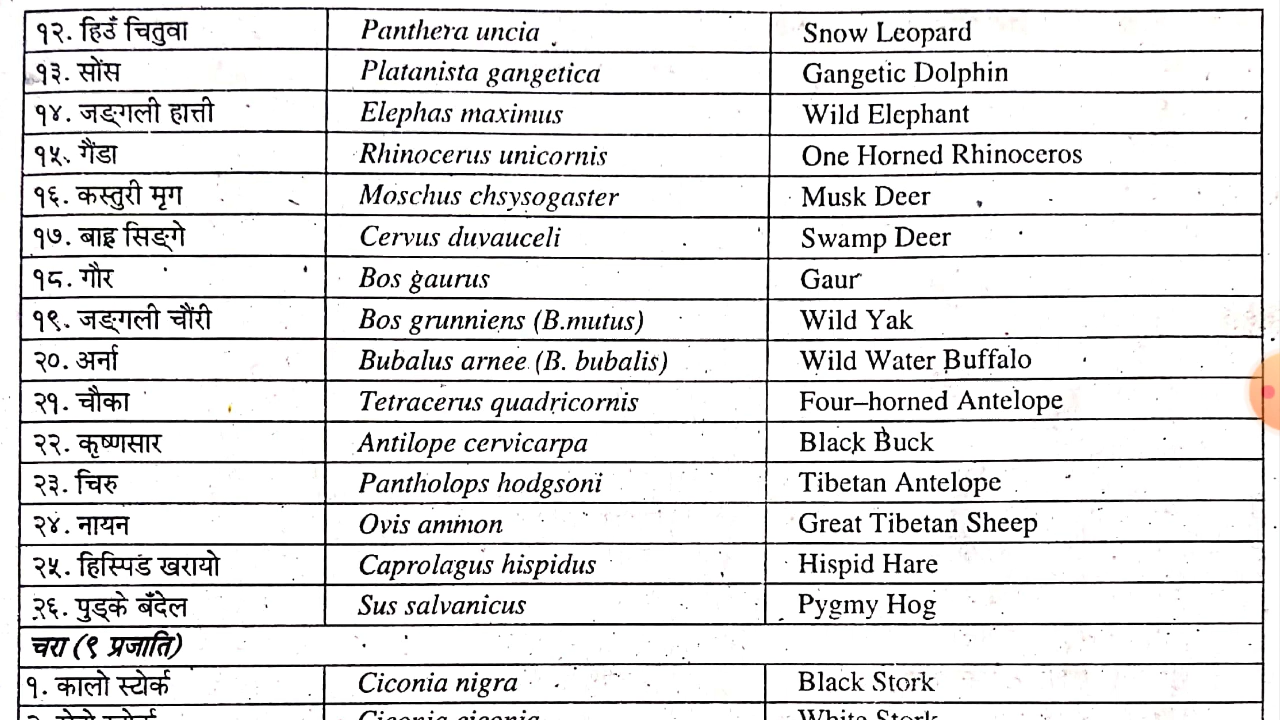 १२. हिउँ चितुवा Panthera uncia Snow Leopard
१३. सोंस Platanista gangetica Gangetic Dolphin
१४. जङ्गली हात्ती Elephas maximus Wild Elephant
१५. गैंडा Rhinocerus unicornis One Horned Rhinoceros
१६. कस्तुरी मृग Moschus chsysogaster Musk Deer
१७. बाह्र सिङ्गे Cervus duvauceli Swamp Deer
१८. गौर Bos gaurus Gaur
१९. जङ्गली चौंरी Bos grunniens (B.mutus) Wild Yak
२०. अर्ना Bubalus arnee (B. bubalis) Wild Water Buffalo
२१. चौका Tetracerus quadricornis Four–horned Antelope
२२. कृष्णसार Antilope cervicarpa Black Buck
२३. चिरु Pantholops hodgsoni Tibetan Antelope
२४. नायन Ovis ammon Great Tibetan Sheep
२५. हिस्पिड खरायो Caprolagus hispidus Hispid Hare
२६. पुड्के बँदेल Sus salvanicus Pygmy Hog
चरा (९ प्रजाति)
१. कालो स्टोर्क Ciconia nigra Black Stork
Ciconia ciconia White Stork